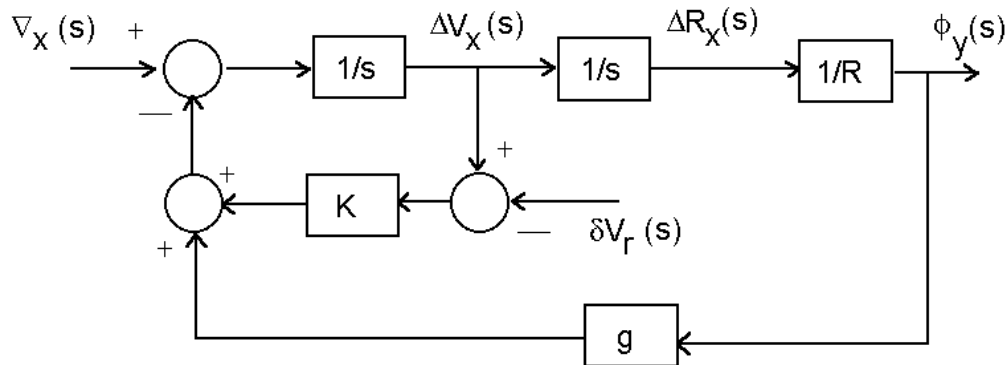 ∇x (s) + ΔVx(s) ΔRx(s) ϕy(s)
1/s 1/s 1/R
— +
+ K
+ — δVr (s)
g